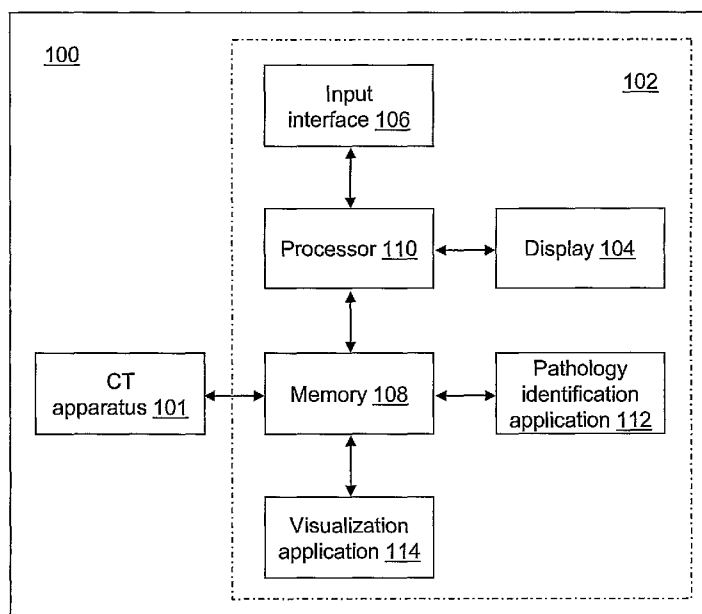 100
102
Input
interface 106
Processor 110
Display 104
CT
apparatus 101
Memory 108
Pathology
identification
application 112
Visualization
application 114